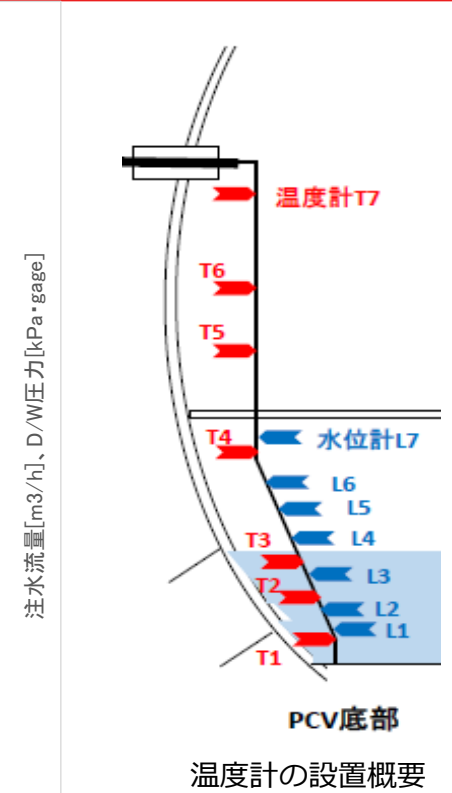 注水流量[m3/h]、D/W圧力[kPa・gage]
温度計T7
T6
T5
T4
水位計L7
L6
L5
L4
T3
L3
T2
L2
L1
T1
PCV底部
温度計の設置概要